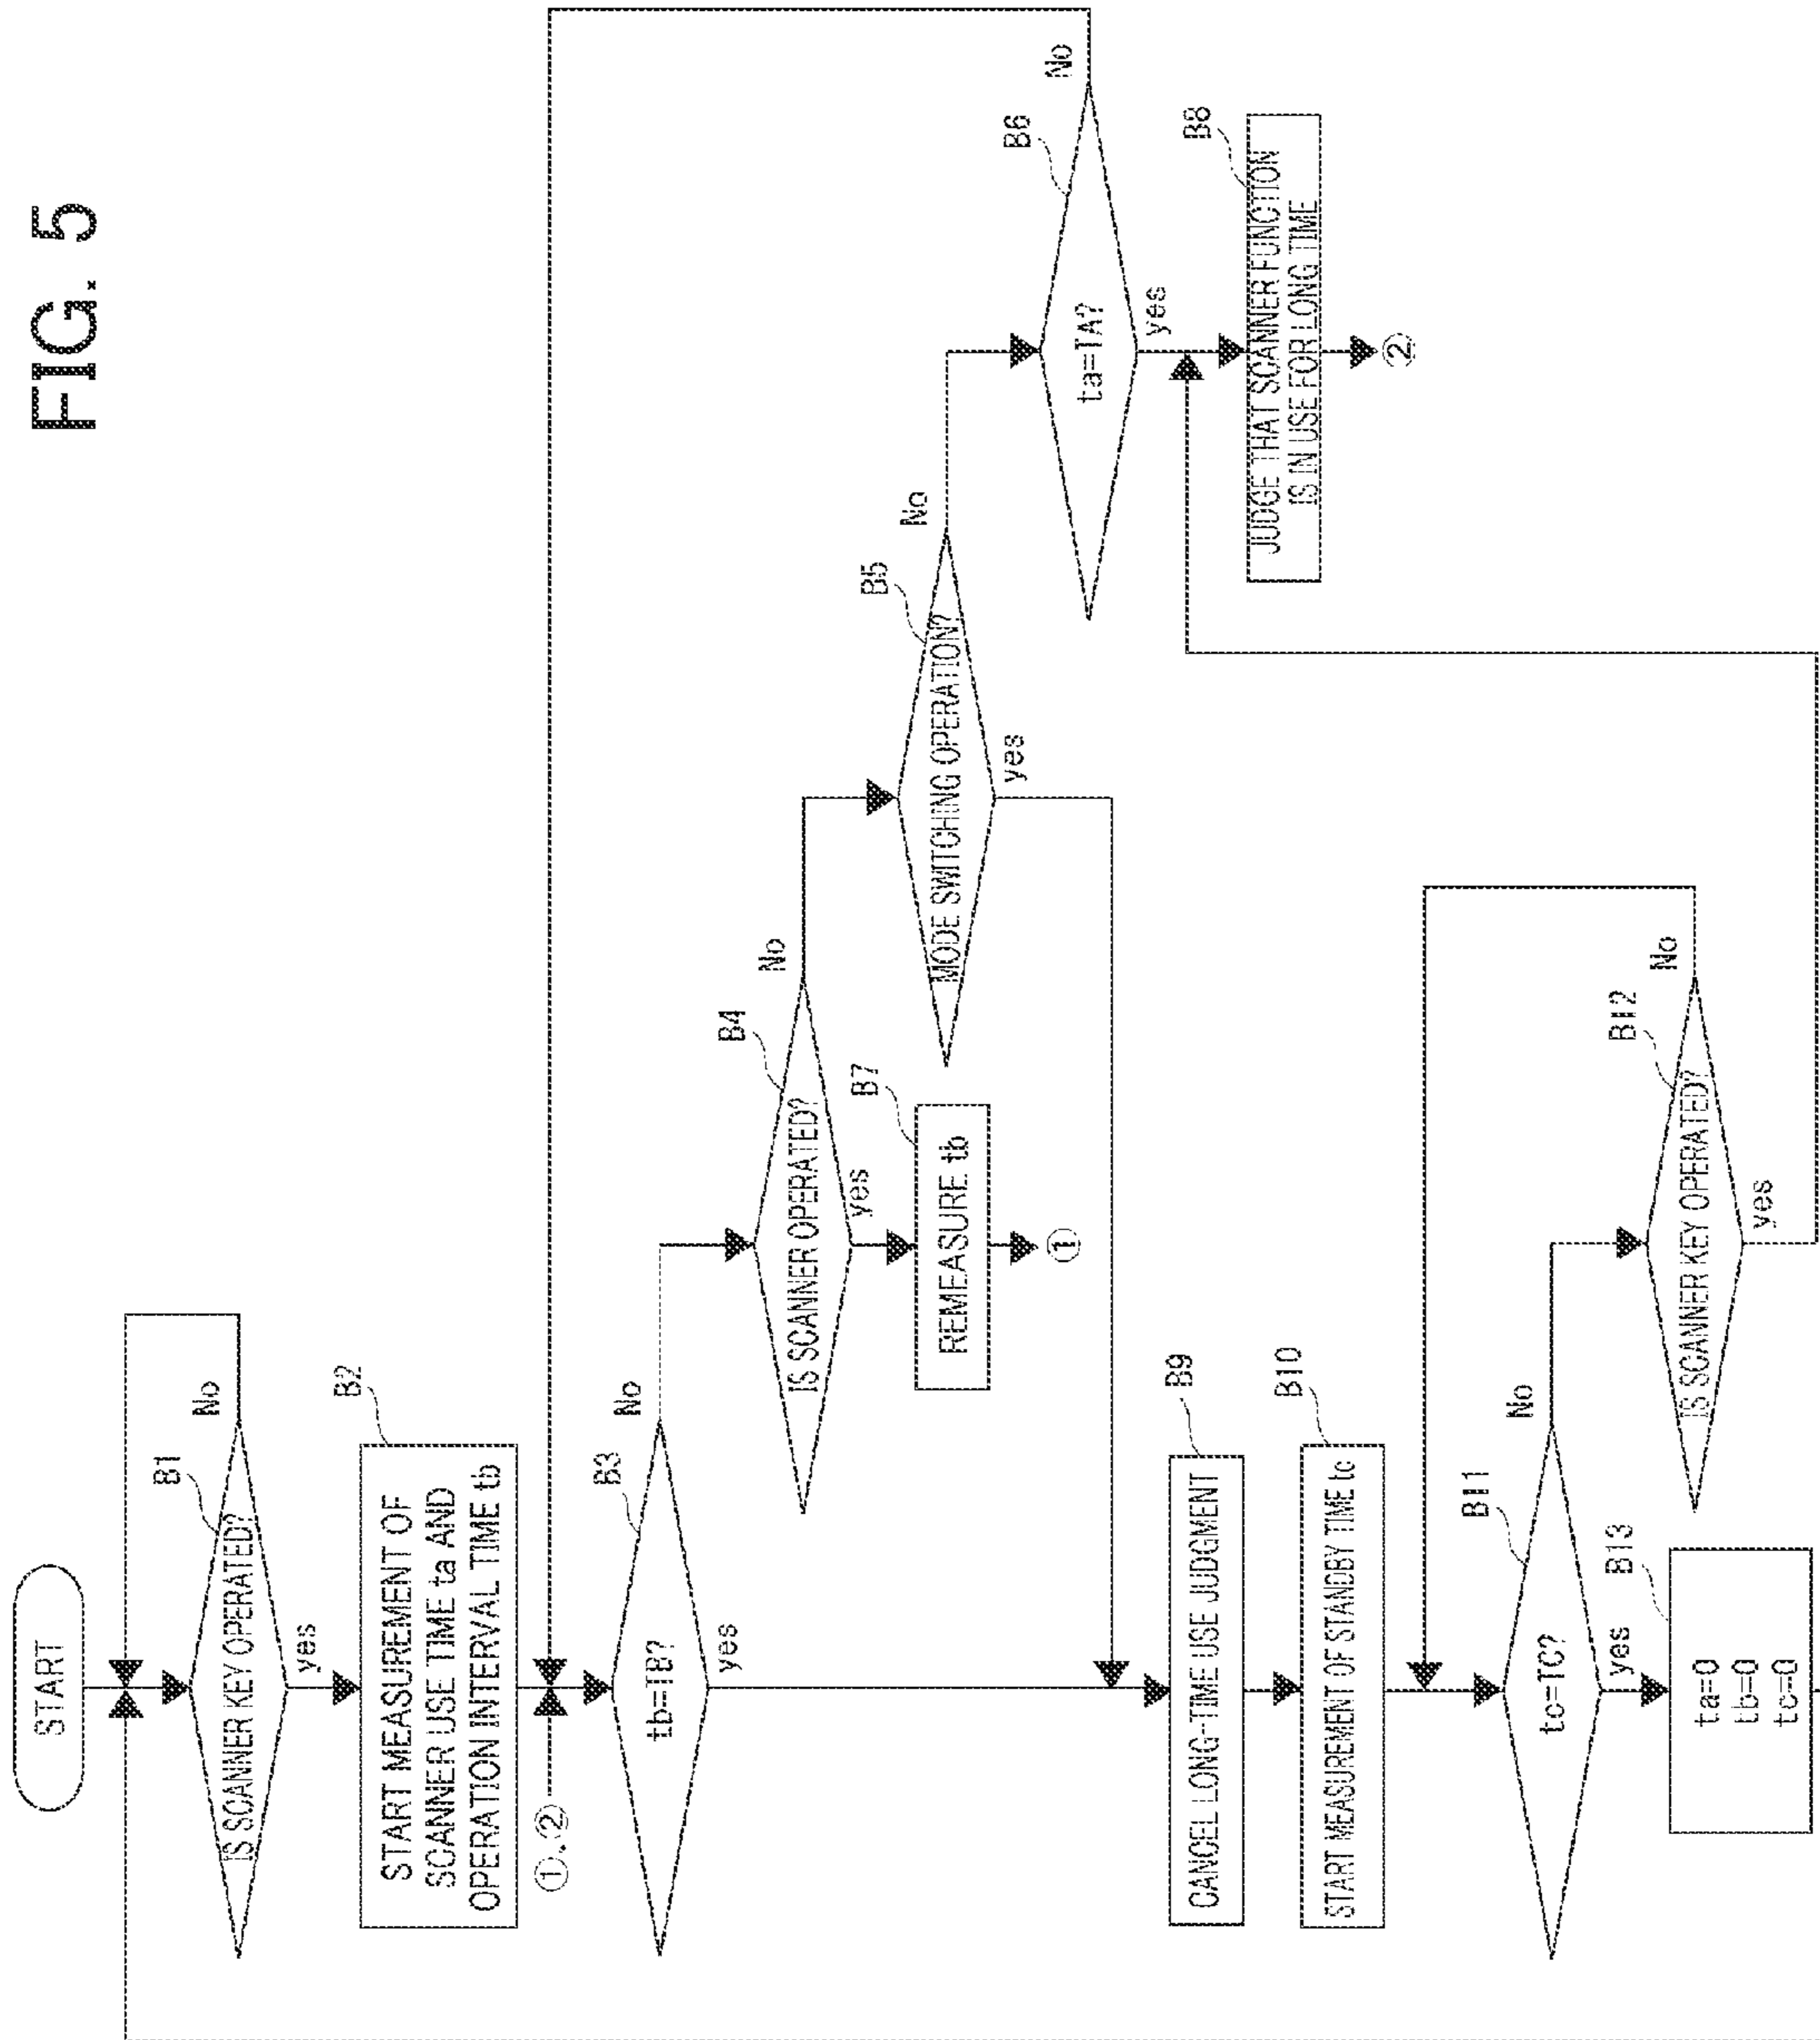 FIG. 5
START
B1
IS SCANNER KEY OPERATED?
No
yes
B2
START MEASUREMENT OF
SCANNER USE TIME ta AND
OPERATION INTERVAL TIME tb
①.②
B3
tb=TB?
No
yes
B4
IS SCANNER OPERATED?
No
yes
B7
REMEASURE tb
①
B5
MODE SWITCHING OPERATION?
No
yes
B6
ta=TA?
No
yes
B8
JUDGE THAT SCANNER FUNCTION
IS IN USE FOR LONG TIME
②
B9
CANCEL LONG-TIME USE JUDGMENT
B10
START MEASUREMENT OF STANDBY TIME tc
B11
tc=TC?
No
yes
B12
IS SCANNER KEY OPERATED?
No
yes
B13
ta=0
tb=0
tc=0